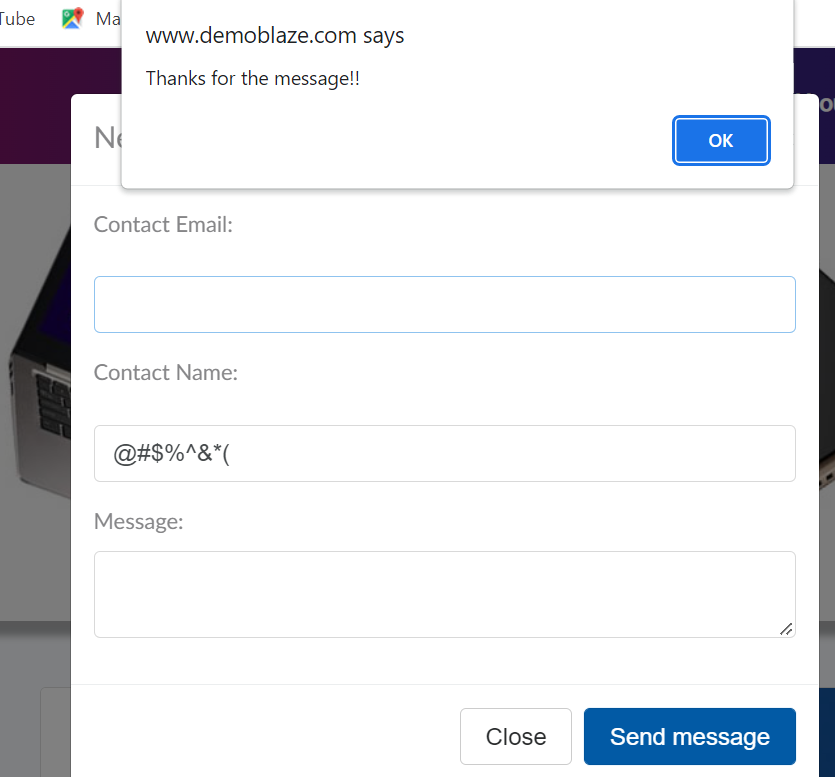 Tube Ma
www.demoblaze.com says
Thanks for the message!!
OK
Ne
Contact Email:
Contact Name:
@#$%^&*(
Message:
Close Send message